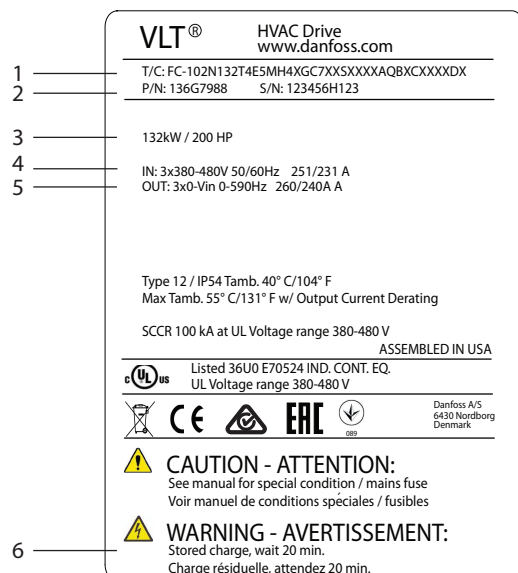 VLT® HVAC Drive
www.danfoss.com
1 T/C: FC-102N132T4E5MH4XGC7XXSXXXXAQBXCXXXXDX
2 P/N: 136G7988 S/N: 123456H123
3 132kW / 200 HP
4 IN: 3x380-480V 50/60Hz 251/231 A
5 OUT: 3x0-Vin 0-590Hz 260/240A A
Type 12 / IP54 Tamb. 40° C/104° F
Max Tamb. 55° C/131° F w/ Output Current Derating
SCCR 100 kA at UL Voltage range 380-480 V
ASSEMBLED IN USA
c UL us Listed 36U0 E70524 IND. CONT. EQ.
UL Voltage range 380-480 V
CE EAC 089 Danfoss A/S
6430 Nordborg
Denmark
CAUTION - ATTENTION:
See manual for special condition / mains fuse
Voir manuel de conditions spéciales / fusibles
WARNING - AVERTISSEMENT:
6 Stored charge, wait 20 min.
Charge résiduelle, attendez 20 min.